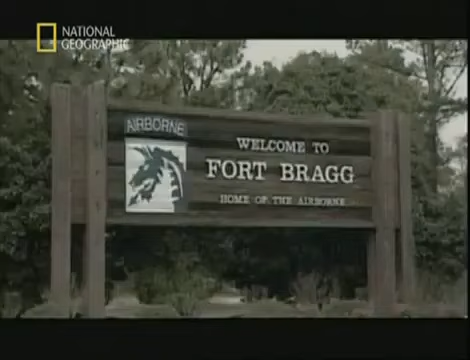 NATIONAL
GEOGRAPHIC
AIRBORNE
WELCOME TO
FORT BRAGG
HOME OF THE AIRBORNE